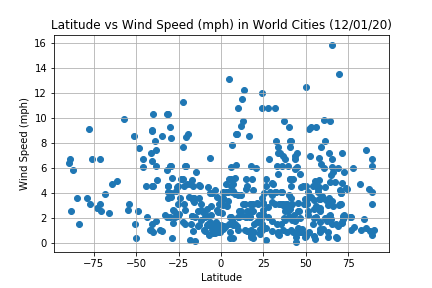 Latitude vs Wind Speed (mph) in World Cities (12/01/20)
16
14
12
10
8
6
4
2
0
Wind Speed (mph)
−75 −50 −25 0 25 50 75
Latitude